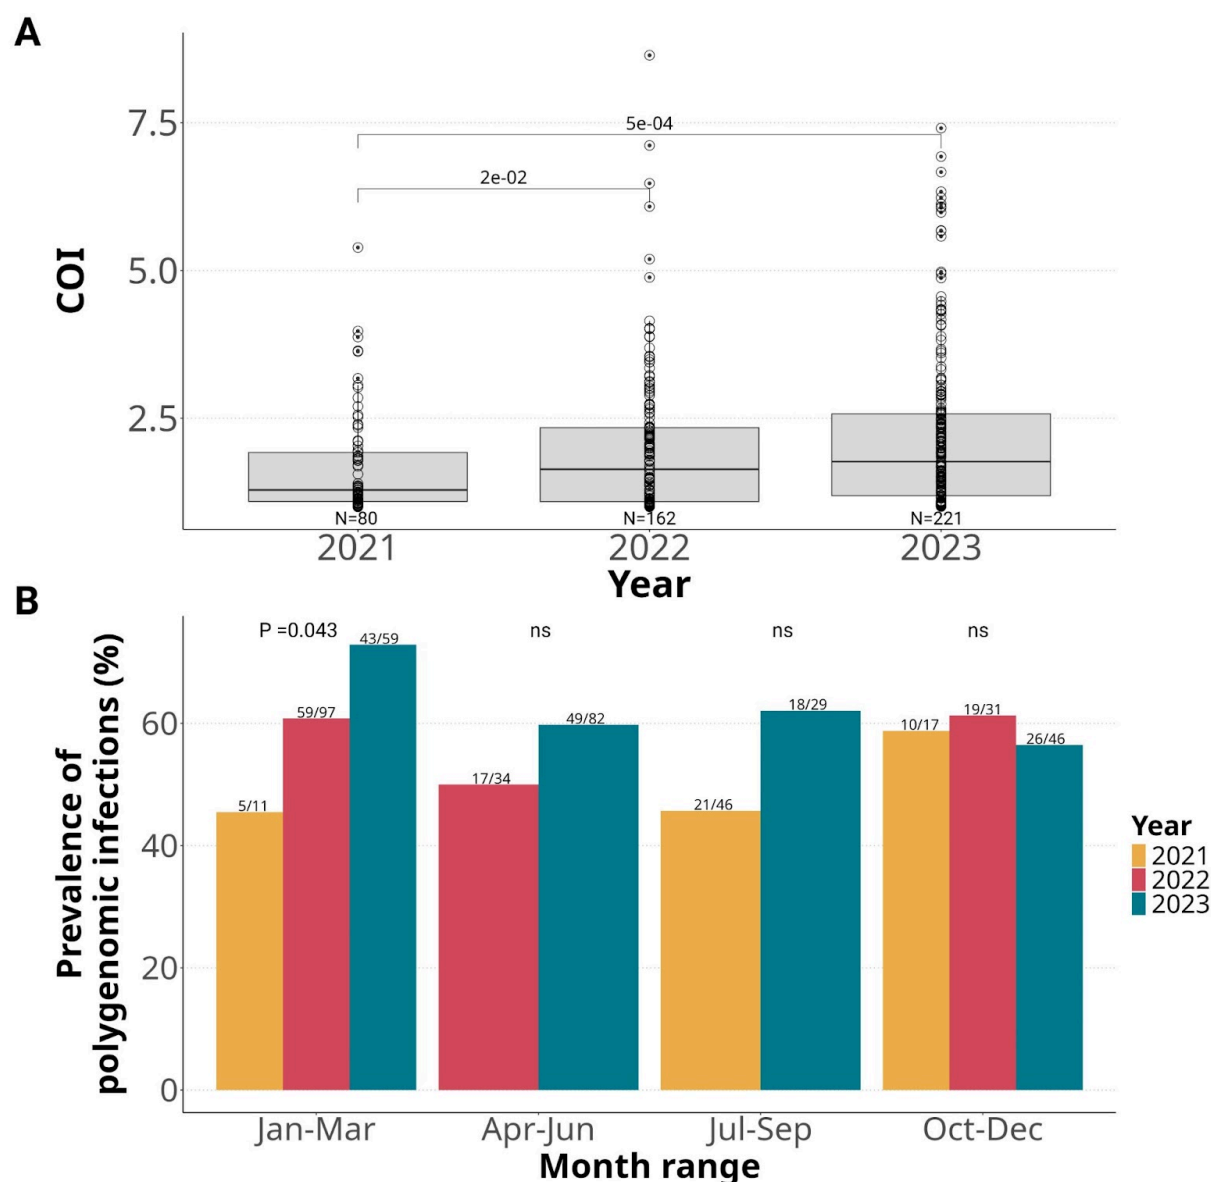 A
COI
7.5
5.0
2.5
5e-04
2e-02
N=80
N=162
N=221
2021
2022
2023
Year
B
Prevalence of
polygenomic infections (%)
60
40
20
0
P =0.043
ns
ns
ns
5/11
59/97
43/59
17/34
49/82
21/46
18/29
10/17
19/31
26/46
Jan-Mar
Apr-Jun
Jul-Sep
Oct-Dec
Month range
Year
2021
2022
2023